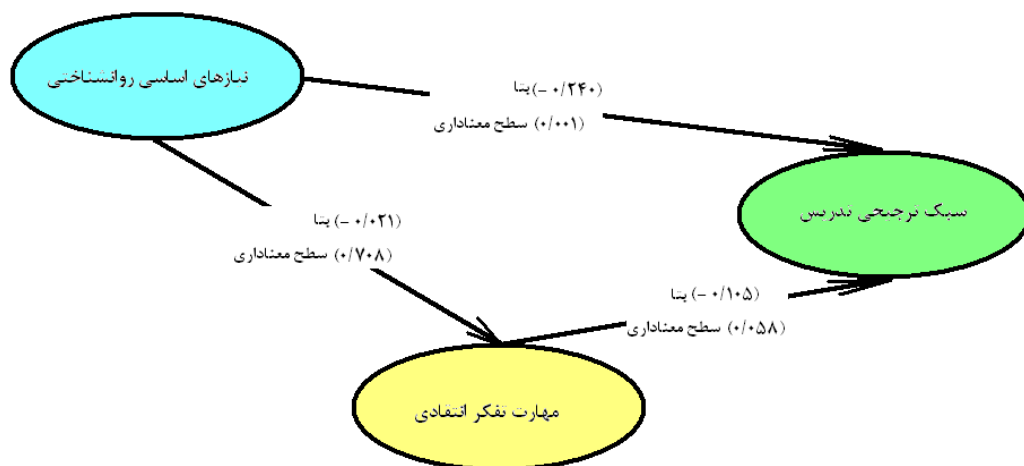 نیازهای اساسی روانشناختی
(- ۰/۲۴۰) بتا
(۰/۰۰۱) سطح معناداری
سبک ترجیحی تدریس
(- ۰/۰۲۱) بتا
(۰/۷۰۸) سطح معناداری
(- ۰/۱۰۵) بتا
(۰/۰۵۸) سطح معناداری
مهارت تفکر انتقادی